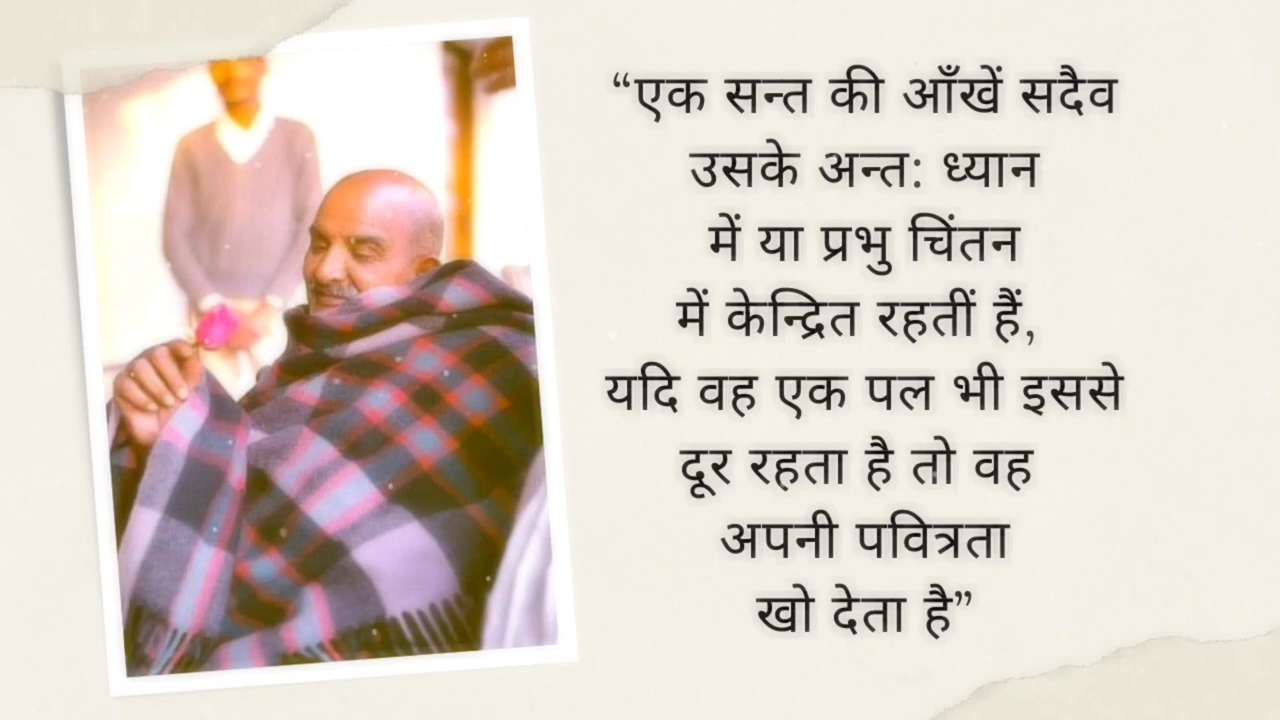 “एक सन्त की आँखें सदैव
उसके अन्त: ध्यान
में या प्रभु चिंतन
में केन्द्रित रहतीं हैं,
यदि वह एक पल भी इससे
दूर रहता है तो वह
अपनी पवित्रता
खो देता है”